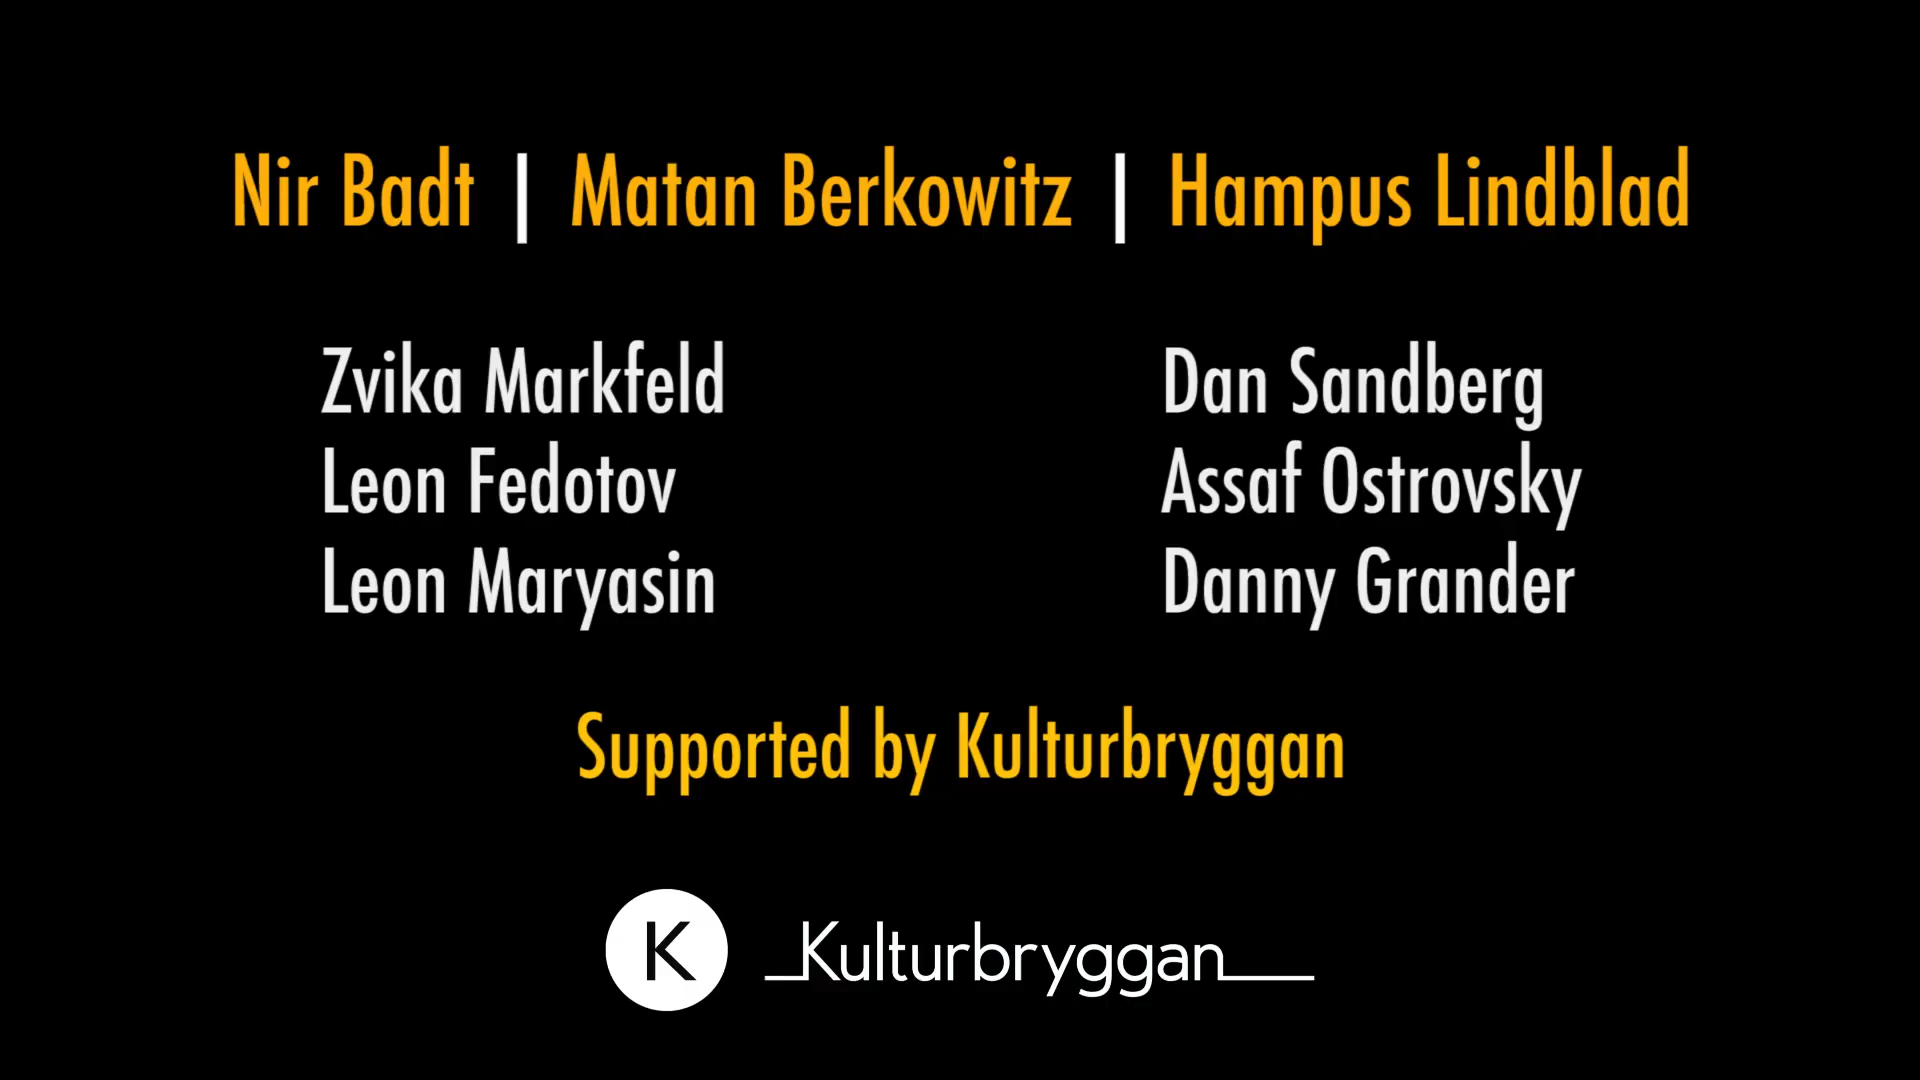 Nir Badt | Matan Berkowitz | Hampus Lindblad
Zvika Markfeld
Leon Fedotov
Leon Maryasin
Dan Sandberg
Assaf Ostrovsky
Danny Grander
Supported by Kulturbryggan
K Kulturbryggan